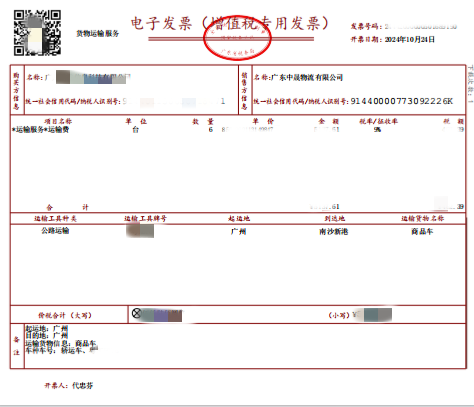 电子发票（增值税专用发票）
货物运输服务
发票号码：
开票日期：2024年10月24日
购买方信息
名称：广
统一社会信用代码/纳税人识别号：9 1
销售方信息
名称：广东中晟物流有限公司
统一社会信用代码/纳税人识别号：91440000773092226K
项目名称 单位 数量 单价 金额 税率/征收率 税额
*运输服务*运输费 台 6 9%
合计 .61 39
运输工具种类 运输工具牌号 起运地 到达地 运输货物名称
公路运输 广州 南沙新港 商品车
价税合计（大写） （小写）¥
备注
起运地：广州
目的地：广州
运输货物信息：商品车
车种车号：轿运车、
开票人：代忠芬